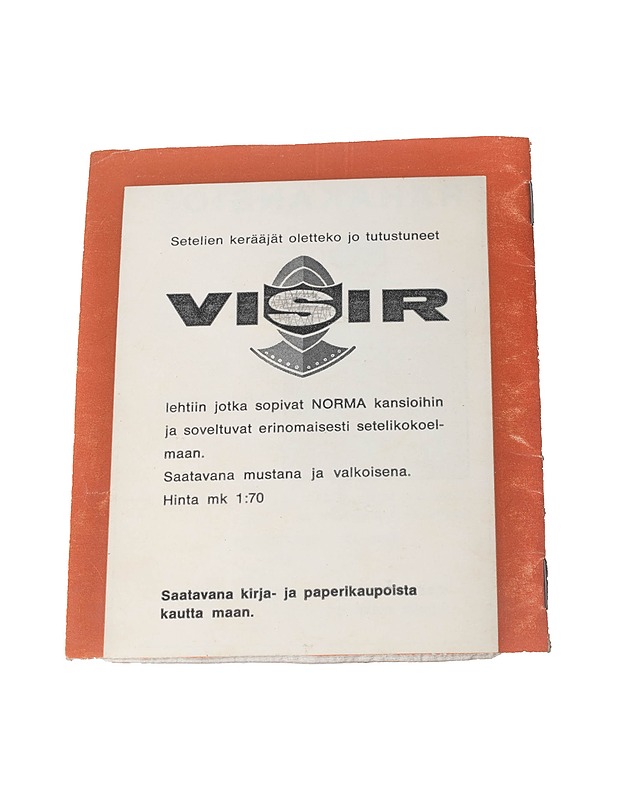 Setelien kerääjät oletteko jo tutustuneet
VISIR
lehtiin jotka sopivat NORMA kansioihin
ja soveltuvat erinomaisesti setelikokoel-
maan.
Saatavana mustana ja valkoisena.
Hinta mk 1:70
Saatavana kirja- ja paperikaupoista
kautta maan.